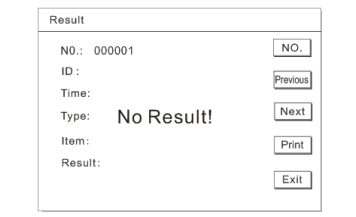 Result
N0.: 000001
NO.
ID :
Previous
Time:
Type:
No Result!
Next
Item:
Print
Result:
Exit